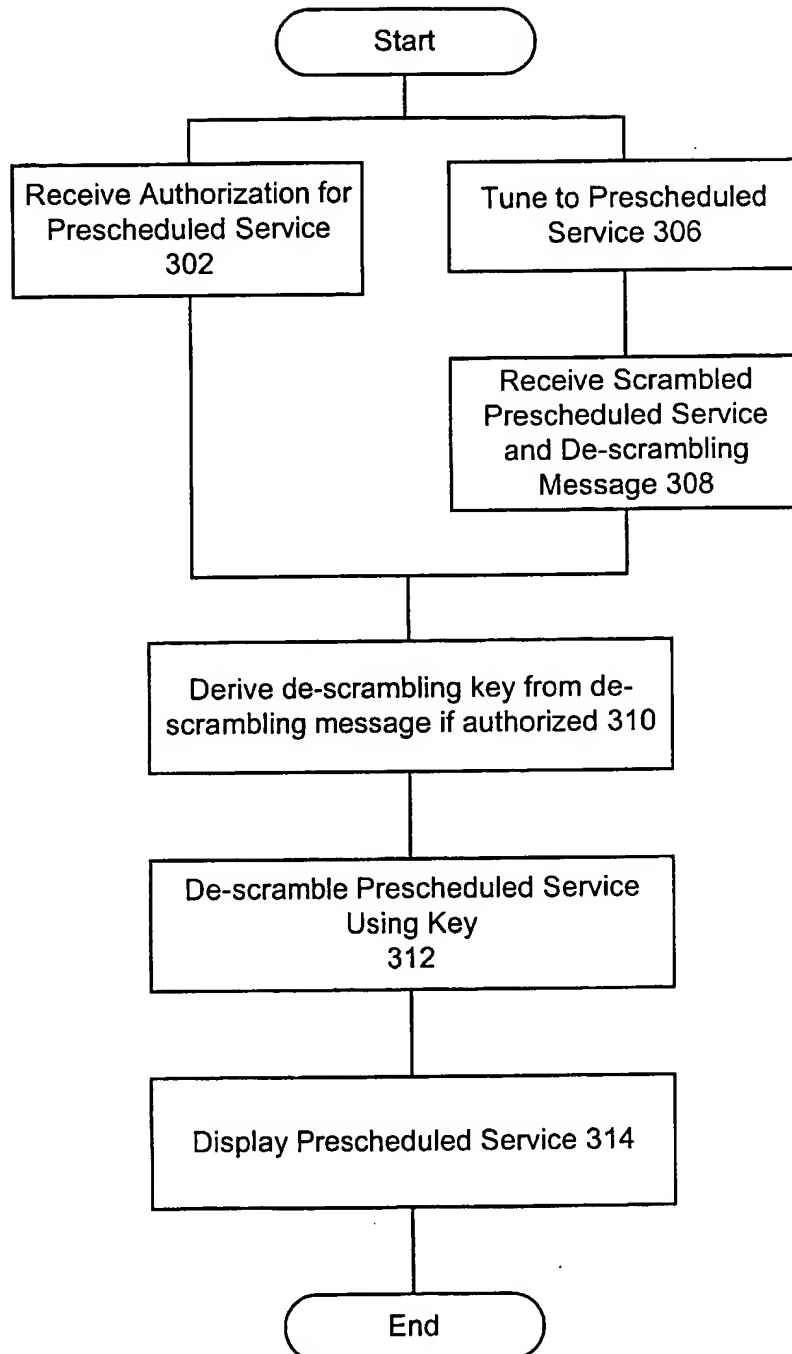 Start
Receive Authorization for
Prescheduled Service
302
Tune to Prescheduled
Service 306
Receive Scrambled
Prescheduled Service
and De-scrambling
Message 308
Derive de-scrambling key from de-
scrambling message if authorized 310
De-scramble Prescheduled Service
Using Key
312
Display Prescheduled Service 314
End